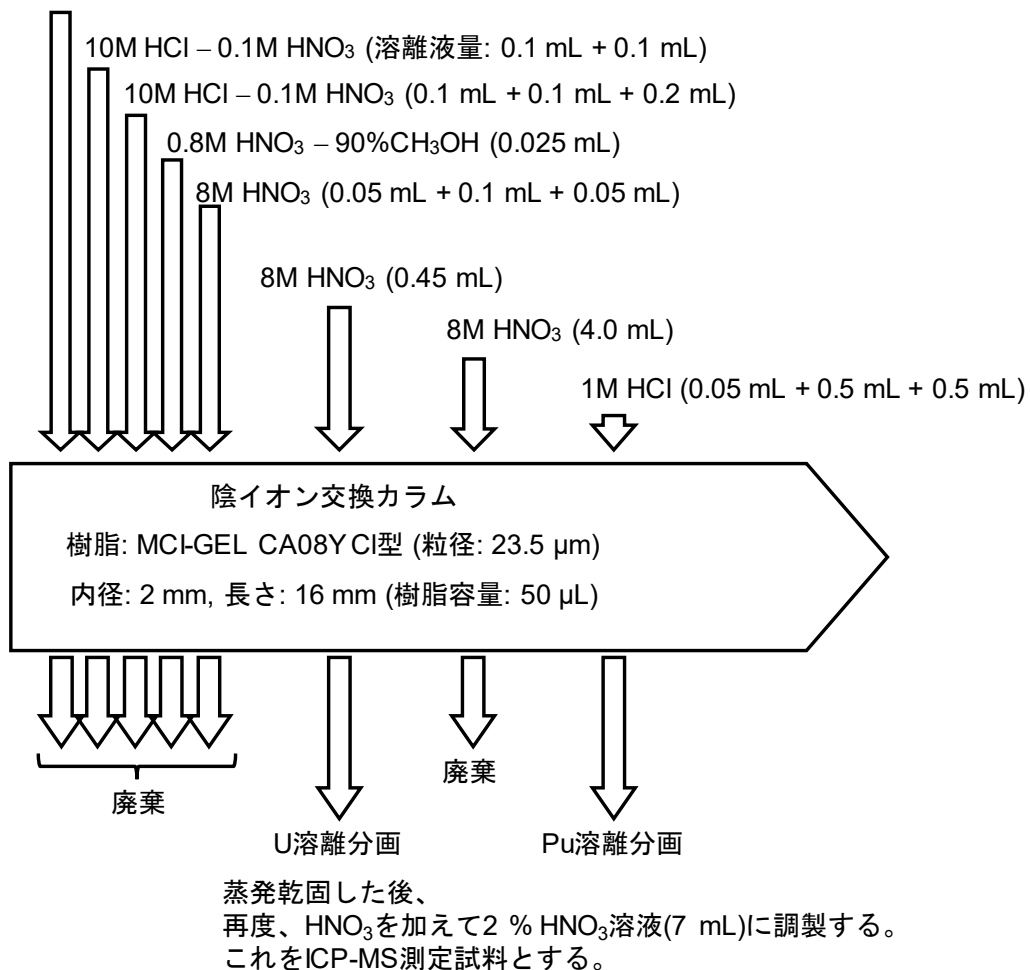 10M HCl – 0.1M HNO₃ (溶離液量: 0.1 mL + 0.1 mL)
10M HCl – 0.1M HNO₃ (0.1 mL + 0.1 mL + 0.2 mL)
0.8M HNO₃ – 90%CH₃OH (0.025 mL)
8M HNO₃ (0.05 mL + 0.1 mL + 0.05 mL)
8M HNO₃ (0.45 mL)
8M HNO₃ (4.0 mL)
1M HCl (0.05 mL + 0.5 mL + 0.5 mL)
陰イオン交換カラム
樹脂: MCI-GEL CA08Y Cl型 (粒径: 23.5 µm)
内径: 2 mm, 長さ: 16 mm (樹脂容量: 50 µL)
廃棄
廃棄
U溶離分画
Pu溶離分画
蒸発乾固した後、
再度、HNO₃を加えて2 % HNO₃溶液(7 mL)に調製する。
これをICP-MS測定試料とする。